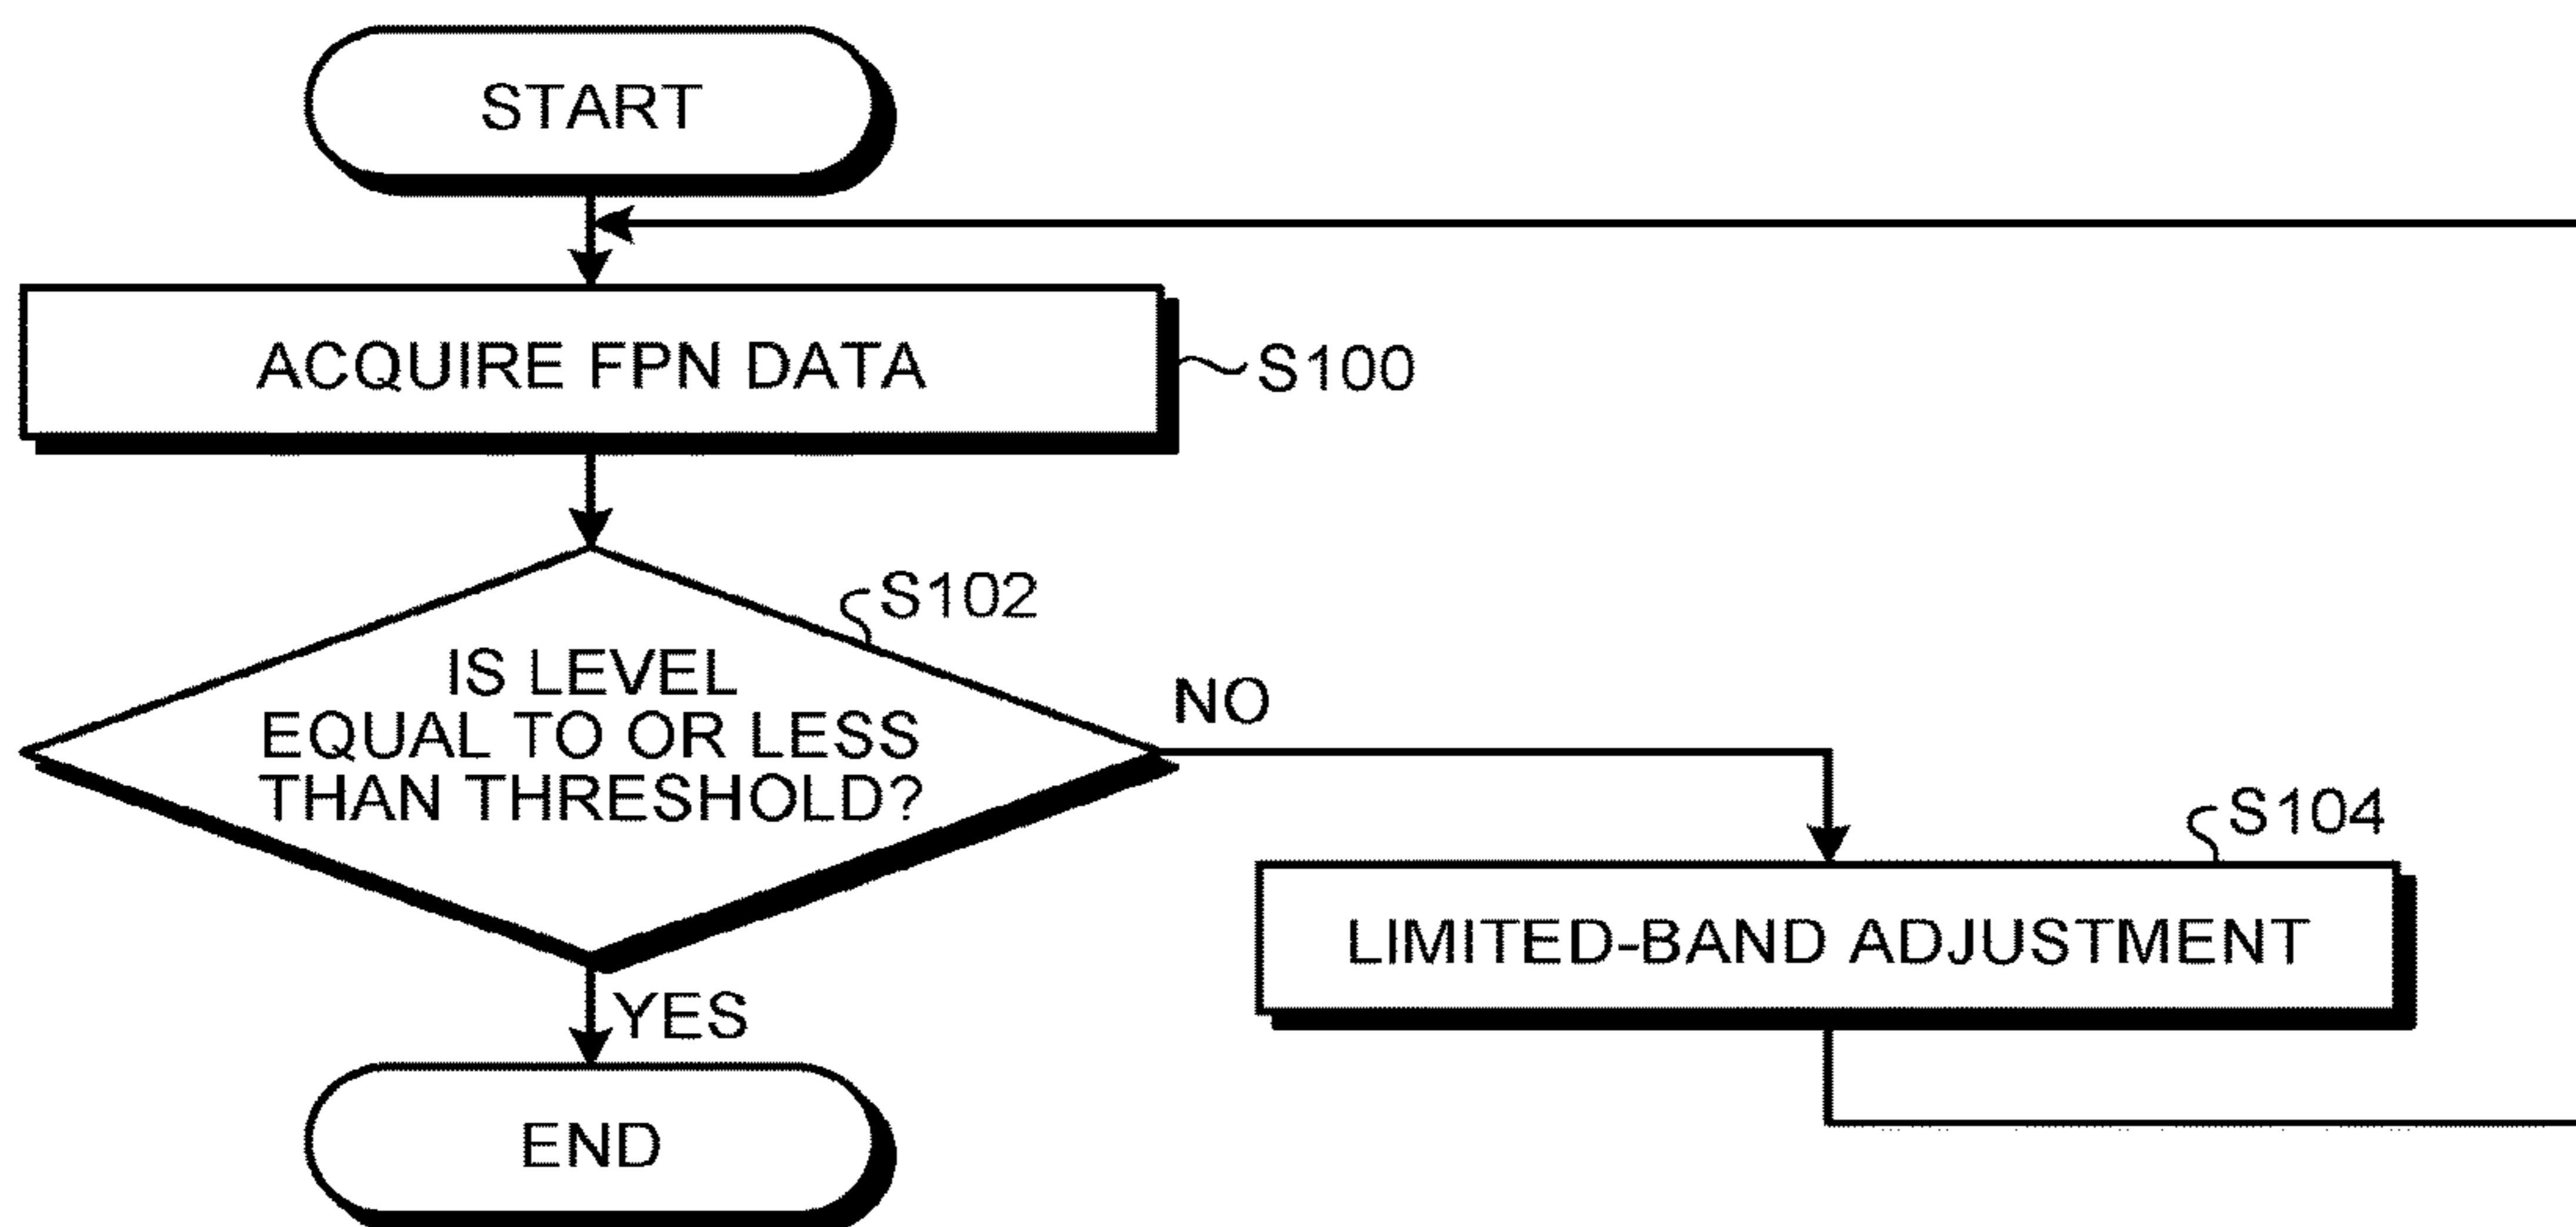 START
ACQUIRE FPN DATA
S100
S102
IS LEVEL
EQUAL TO OR LESS
THAN THRESHOLD?
NO
S104
LIMITED-BAND ADJUSTMENT
YES
END